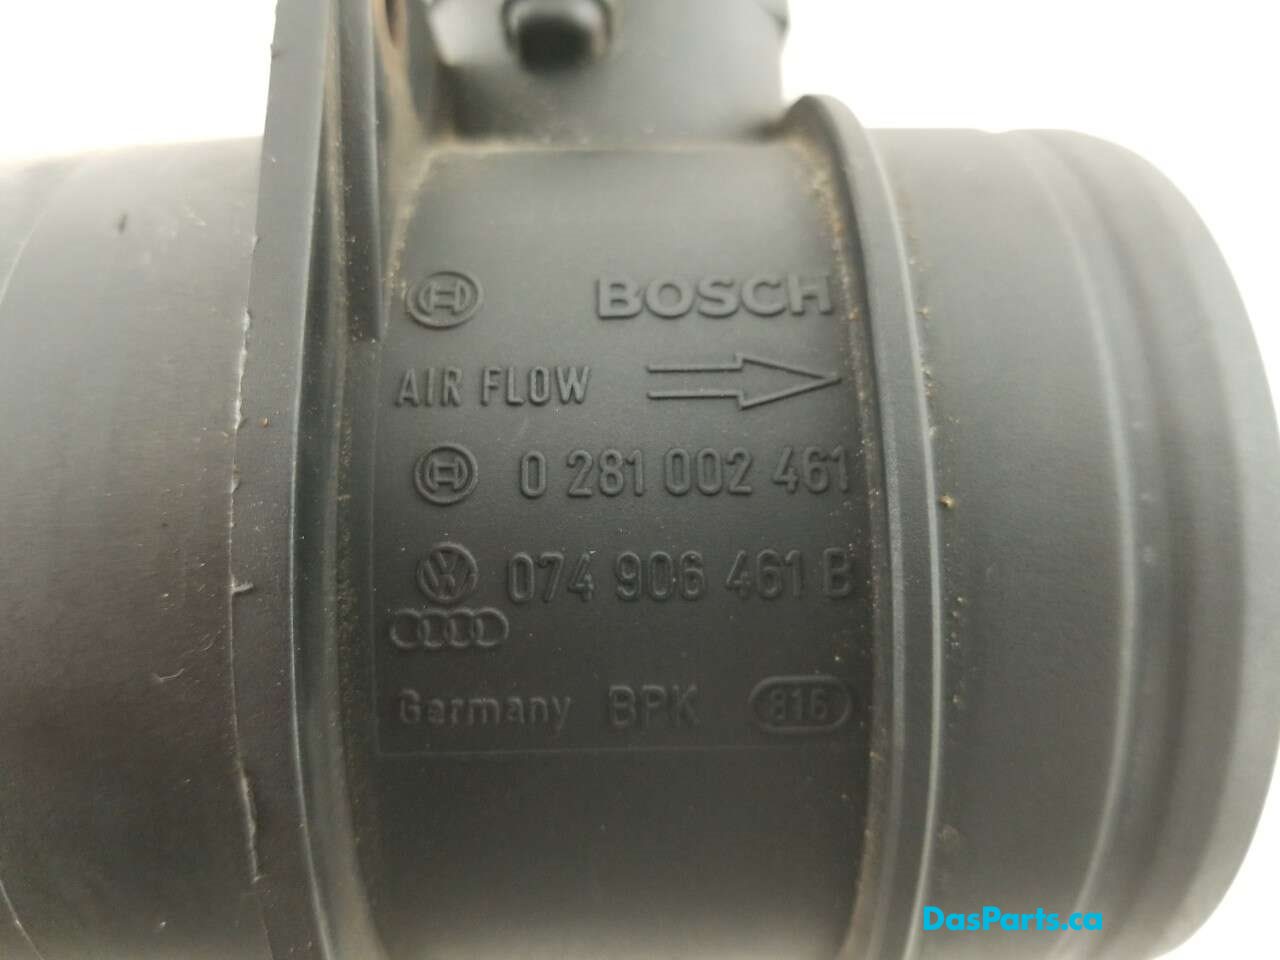 BOSCH
AIR FLOW
0 281 002 461
074 906 461 B
Germany BPK 816
DasParts.ca